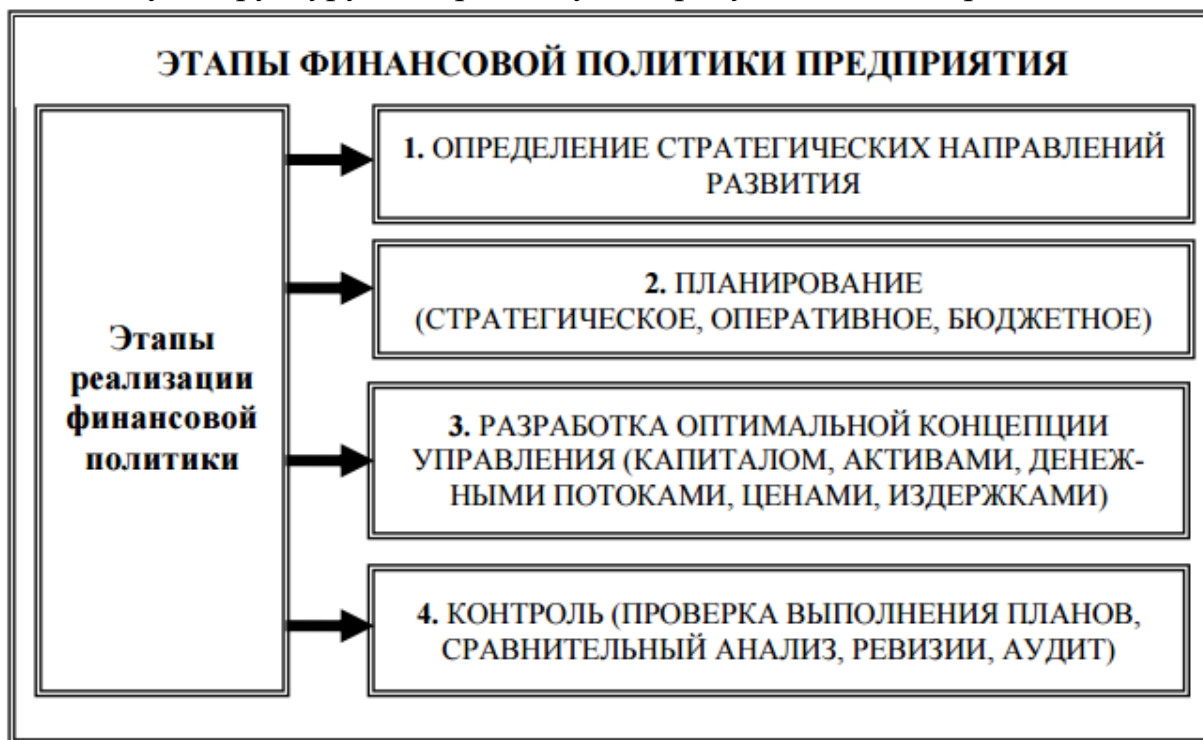 ЭТАПЫ ФИНАНСОВОЙ ПОЛИТИКИ ПРЕДПРИЯТИЯ
Этапы
реализации
финансовой
политики
1. ОПРЕДЕЛЕНИЕ СТРАТЕГИЧЕСКИХ НАПРАВЛЕНИЙ
РАЗВИТИЯ
2. ПЛАНИРОВАНИЕ
(СТРАТЕГИЧЕСКОЕ, ОПЕРАТИВНОЕ, БЮДЖЕТНОЕ)
3. РАЗРАБОТКА ОПТИМАЛЬНОЙ КОНЦЕПЦИИ
УПРАВЛЕНИЯ (КАПИТАЛОМ, АКТИВАМИ, ДЕНЕЖ-
НЫМИ ПОТОКАМИ, ЦЕНАМИ, ИЗДЕРЖКАМИ)
4. КОНТРОЛЬ (ПРОВЕРКА ВЫПОЛНЕНИЯ ПЛАНОВ,
СРАВНИТЕЛЬНЫЙ АНАЛИЗ, РЕВИЗИИ, АУДИТ)